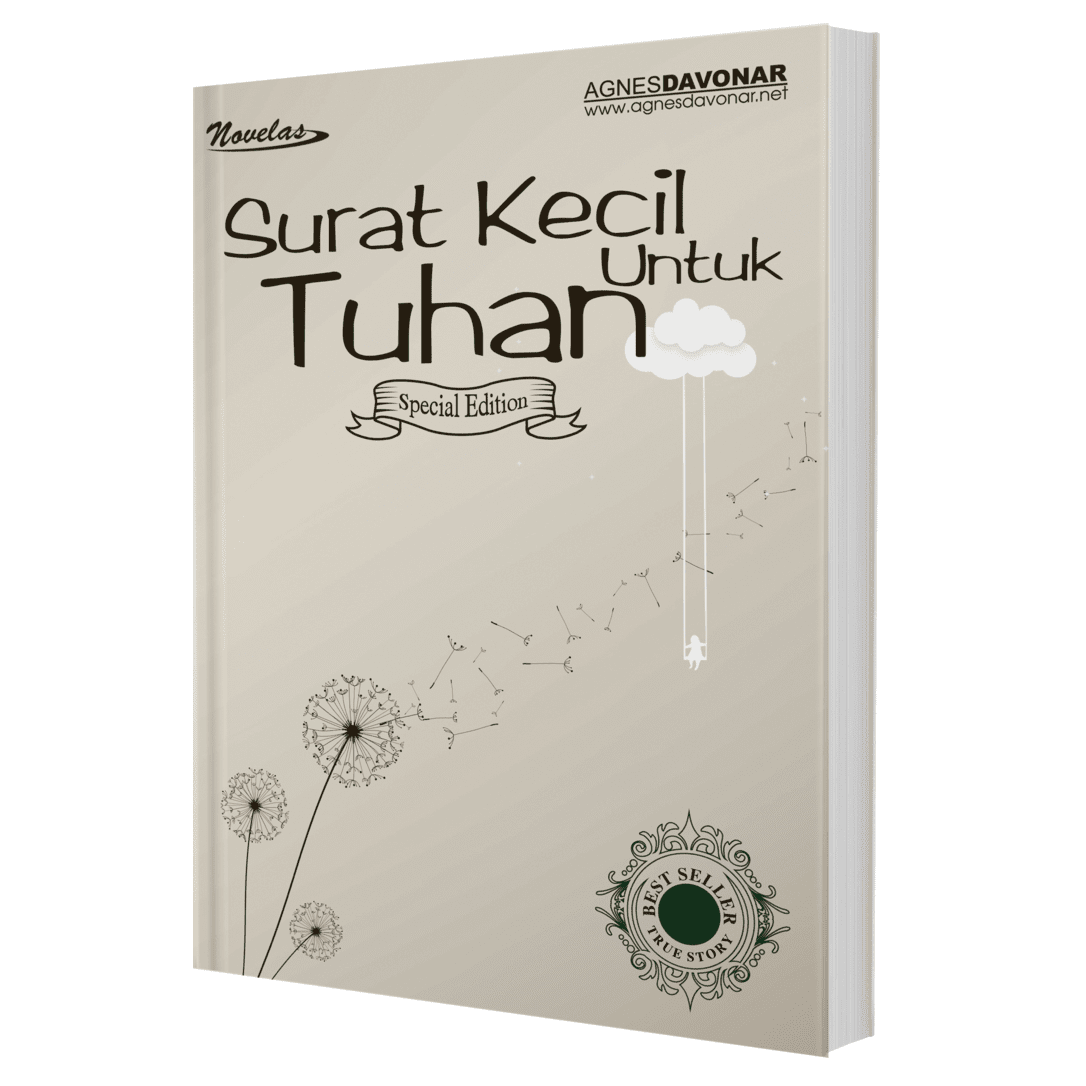 AGNESDAVONAR
www.agnesdavonar.net
Novelas
Surat Kecil
Untuk
Tuhan
Special Edition
BEST SELLER
TRUE STORY